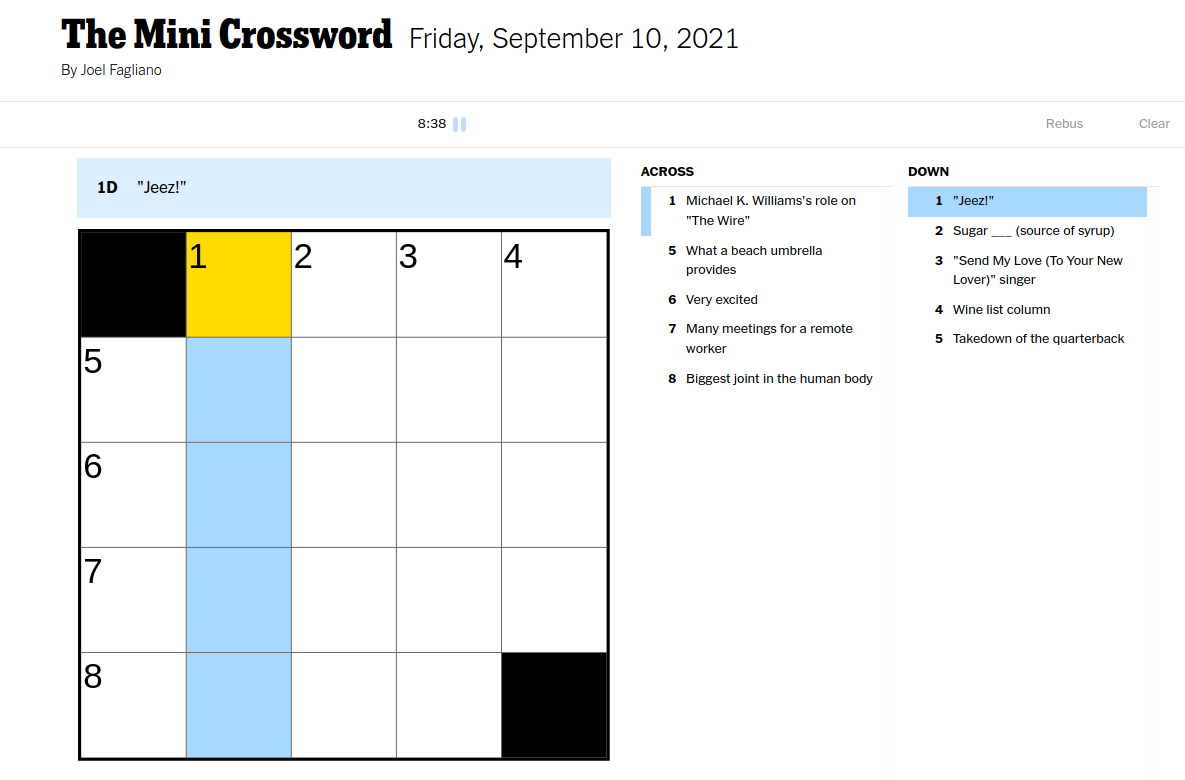 The Mini Crossword Friday, September 10, 2021
By Joel Fagliano
8:38
Rebus
Clear
1D "Jeez!"
1
2
3
4
5
6
7
8
ACROSS
1 Michael K. Williams's role on
"The Wire"
5 What a beach umbrella
provides
6 Very excited
7 Many meetings for a remote
worker
8 Biggest joint in the human body
DOWN
1 "Jeez!"
2 Sugar ___ (source of syrup)
3 "Send My Love (To Your New
Lover)" singer
4 Wine list column
5 Takedown of the quarterback